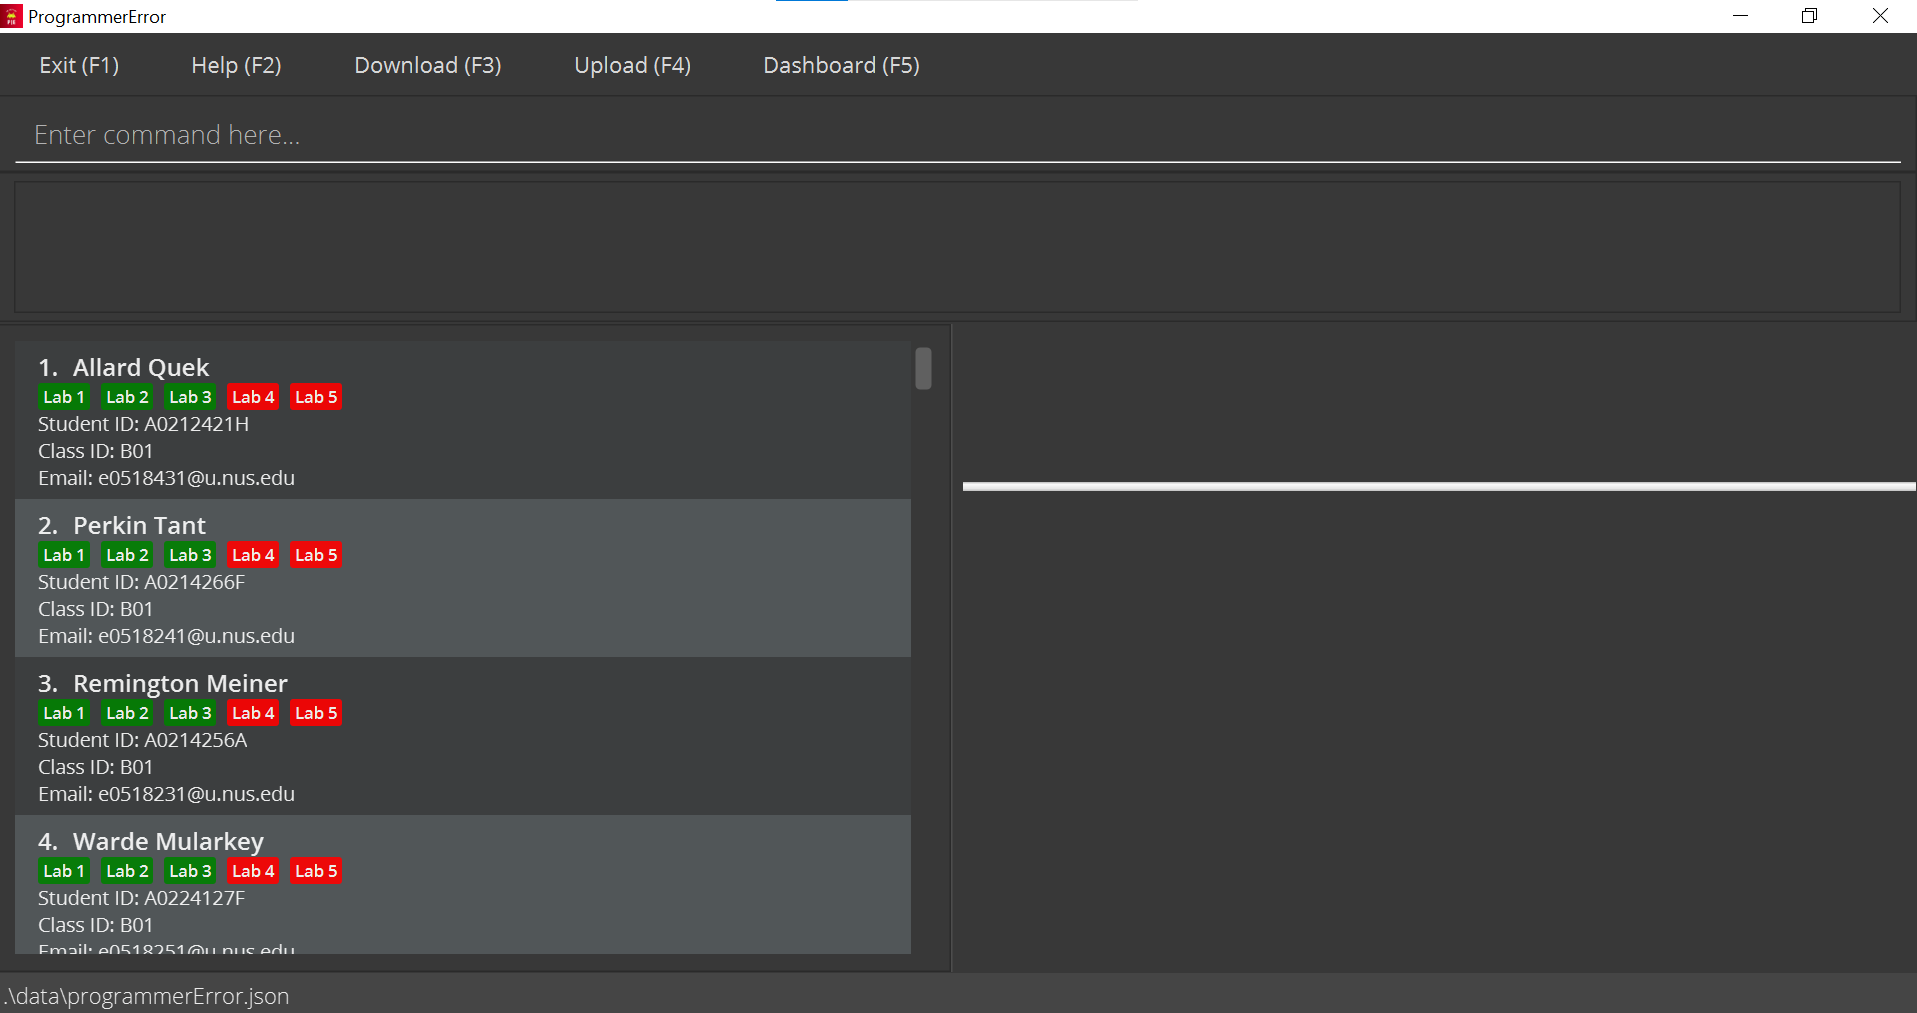 ProgrammerError
Exit (F1) Help (F2) Download (F3) Upload (F4) Dashboard (F5)
Enter command here...
1. Allard Quek
Lab 1 Lab 2 Lab 3 Lab 4 Lab 5
Student ID: A0212421H
Class ID: B01
Email: e0518431@u.nus.edu
2. Perkin Tant
Lab 1 Lab 2 Lab 3 Lab 4 Lab 5
Student ID: A0214266F
Class ID: B01
Email: e0518241@u.nus.edu
3. Remington Meiner
Lab 1 Lab 2 Lab 3 Lab 4 Lab 5
Student ID: A0214256A
Class ID: B01
Email: e0518231@u.nus.edu
4. Warde Mularkey
Lab 1 Lab 2 Lab 3 Lab 4 Lab 5
Student ID: A0224127F
Class ID: B01
Email: e0518251@u.nus.edu
.\data\programmerError.json